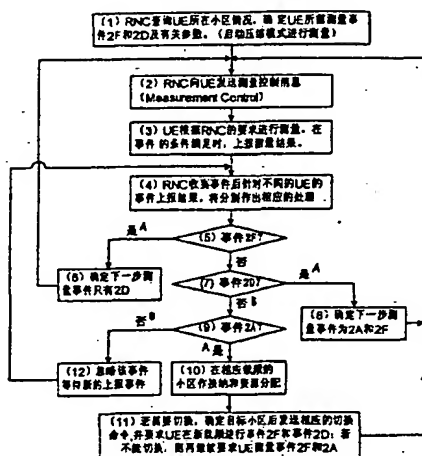 (1) RNC查询UE所在小区情况，确定UE所需测量事
件2F和2D及有关参数。（启动压缩模式进行测量）
(2) RNC向UE发送测量控制消息
(Measurement Control)
(3) UE根据RNC的要求进行测量。在
事件的条件满足时，上报测量结果。
(4) RNC收到事件后针对不同的UE的
事件上报结果，将分别作出相应的处理
是 A
(5) 事件2F？
否
(6) 确定下一步测
量事件只有2D
(7) 事件2D？
是 A
否 B
(8) 确定下一步
测量事件为2A和2F
否 B
(9) 事件2A？
A 是
(12) 忽略该事件
等待新的上报事件
(10) 在相应载频的
小区作接纳和资源分配
(11) 若需要切换，确定目标小区后发送相应的切换
命令，并要求UE在新载频进行事件2F和事件2D；若
不能切换，则再继续要求UE测量事件2F和2A